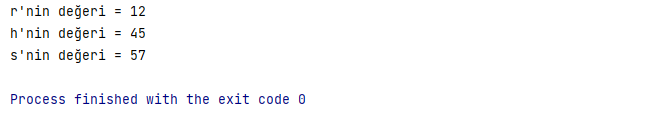 r'nin değeri = 12
h'nin değeri = 45
s'nin değeri = 57
Process finished with the exit code 0